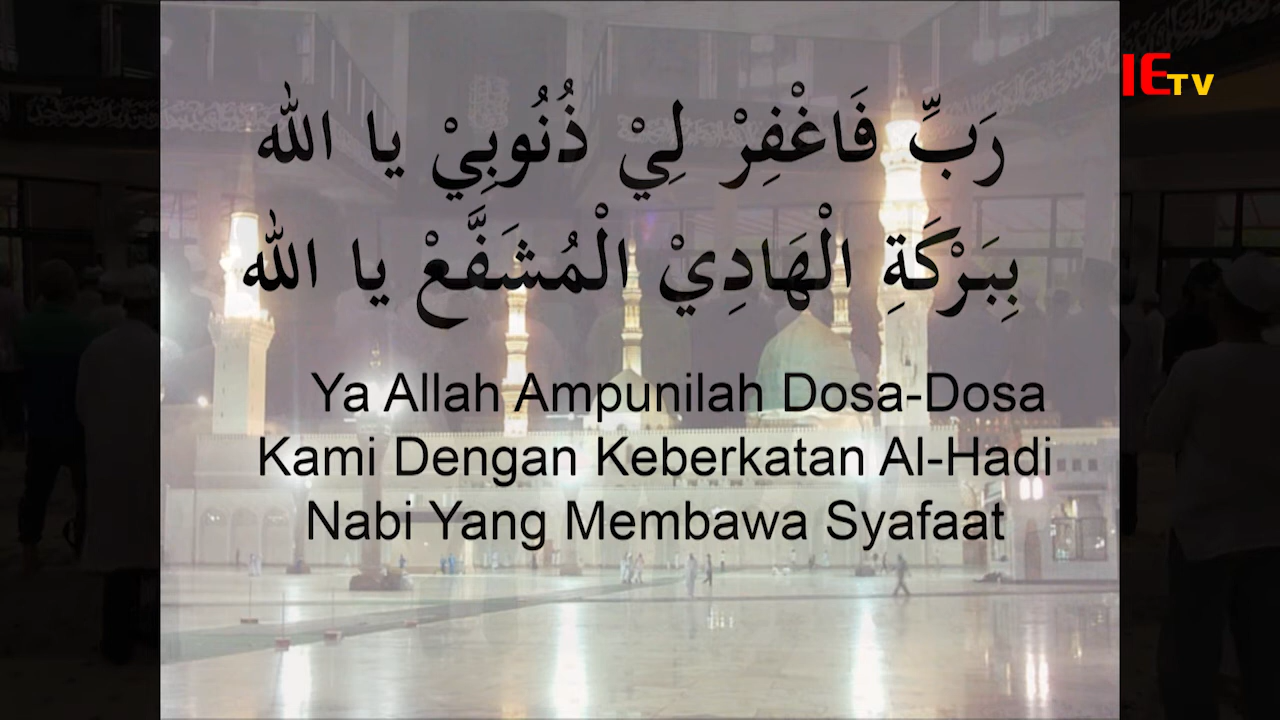 IETV
رَبِّ فَاغْفِرْ لِيْ ذُنُوبِيْ يا الله
بِبَرْكَةِ الْهَادِيْ الْمُشَفَّعْ يا الله
Ya Allah Ampunilah Dosa-Dosa
Kami Dengan Keberkatan Al-Hadi
Nabi Yang Membawa Syafaat